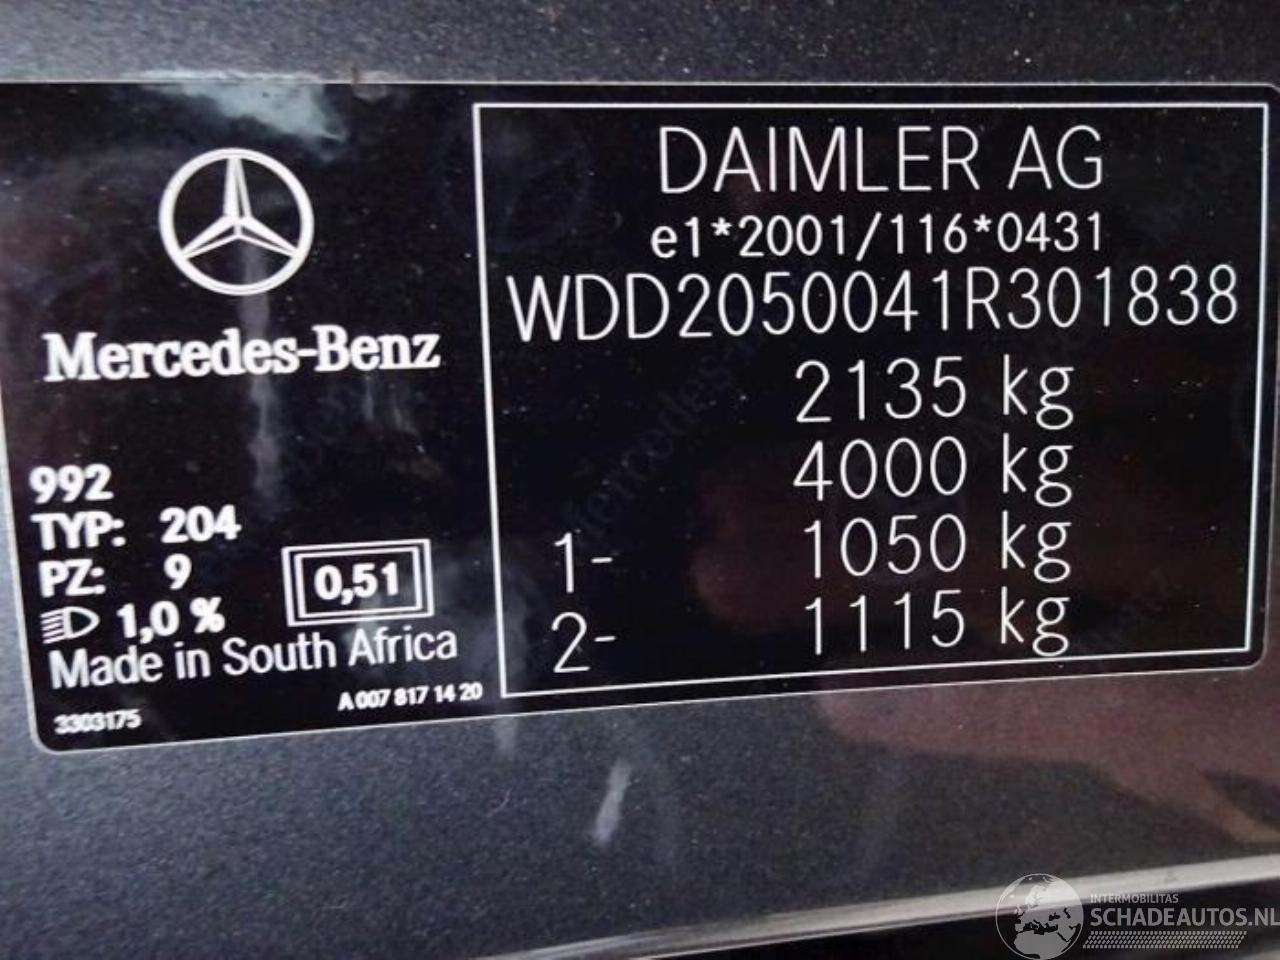 Mercedes-Benz
992
TYP: 204
PZ: 9
1,0 %
0,51
Made in South Africa
A 007 817 14 20
3303175
DAIMLER AG
e1*2001/116*0431
WDD2050041R301838
2135 kg
4000 kg
1- 1050 kg
2- 1115 kg
INTERMOBILITAS
SCHADEAUTOS.NL